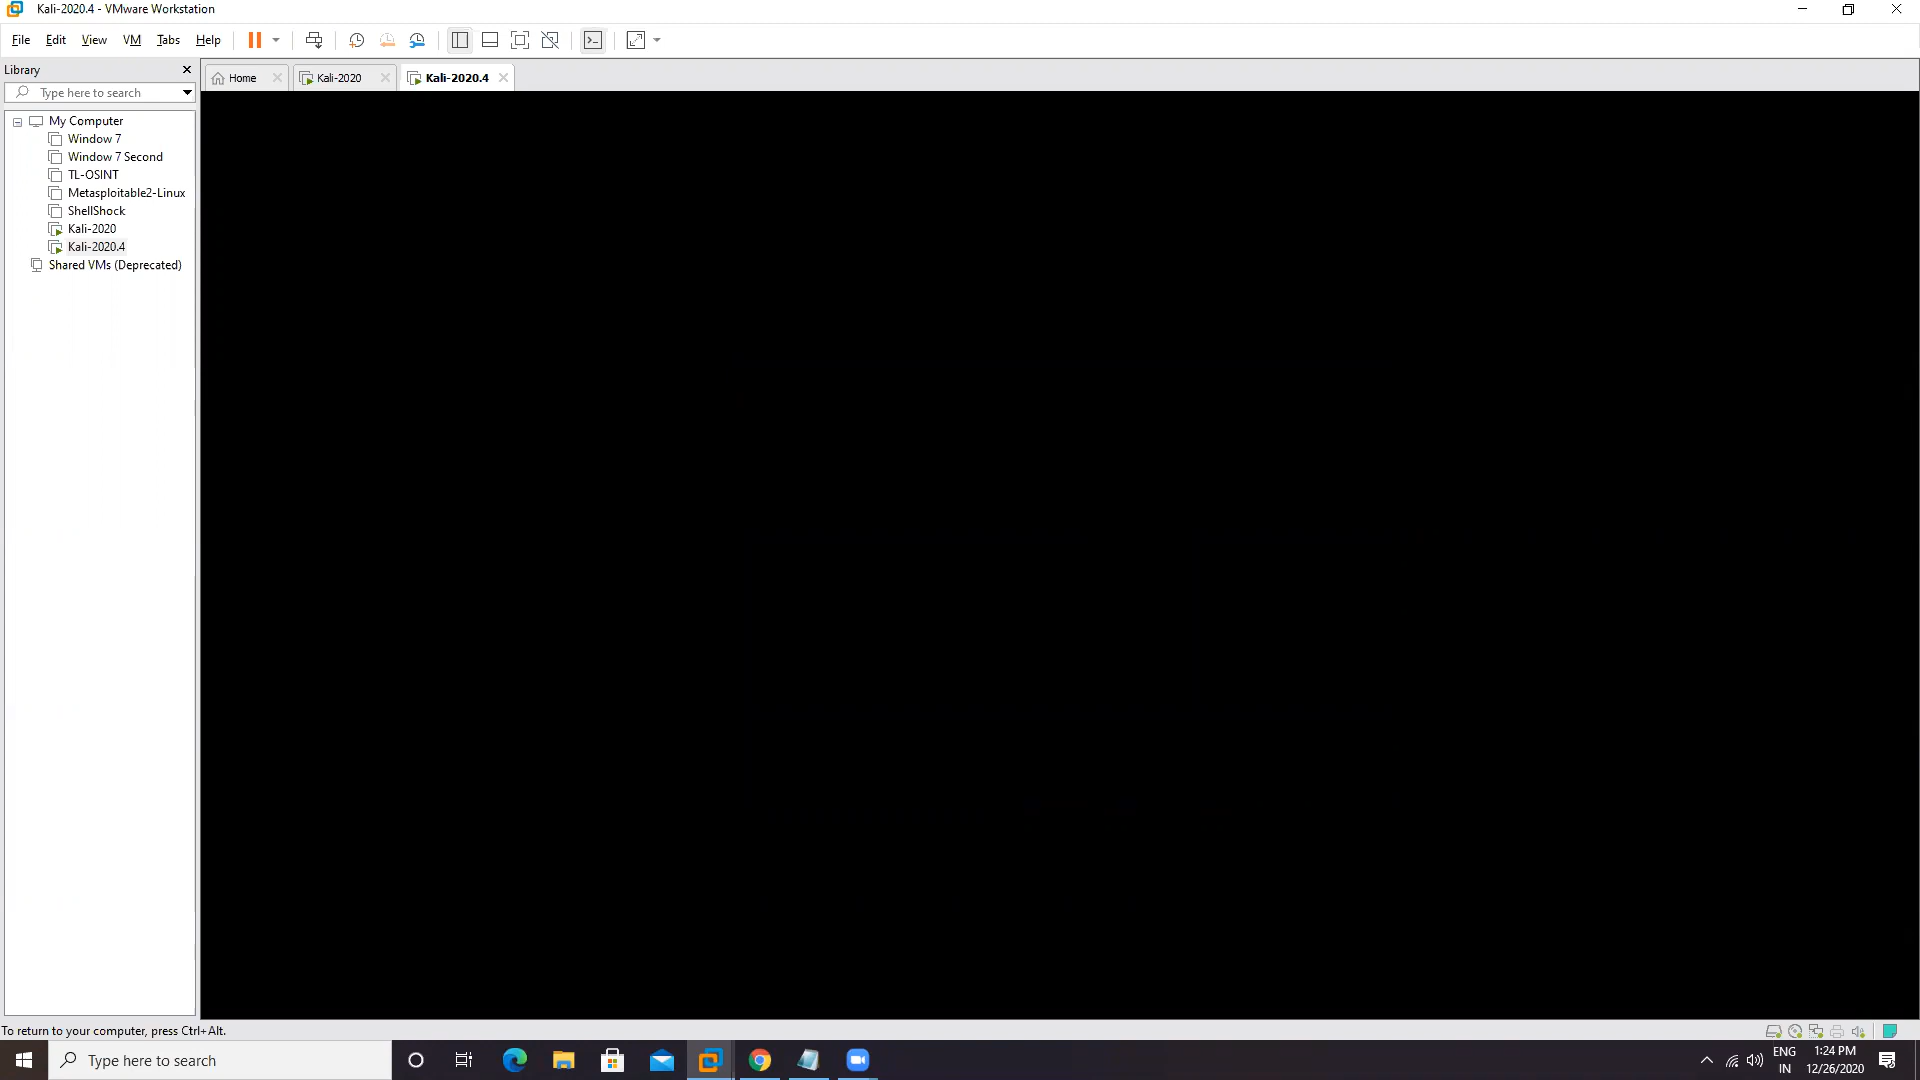 Kali-2020.4 - VMware Workstation
File Edit View VM Tabs Help
Library
Home Kali-2020 Kali-2020.4
Type here to search
My Computer
Window 7
Window 7 Second
TL-OSINT
Metasploitable2-Linux
ShellShock
Kali-2020
Kali-2020.4
Shared VMs (Deprecated)
To return to your computer, press Ctrl+Alt.
Type here to search
ENG
IN
1:24 PM
12/26/2020